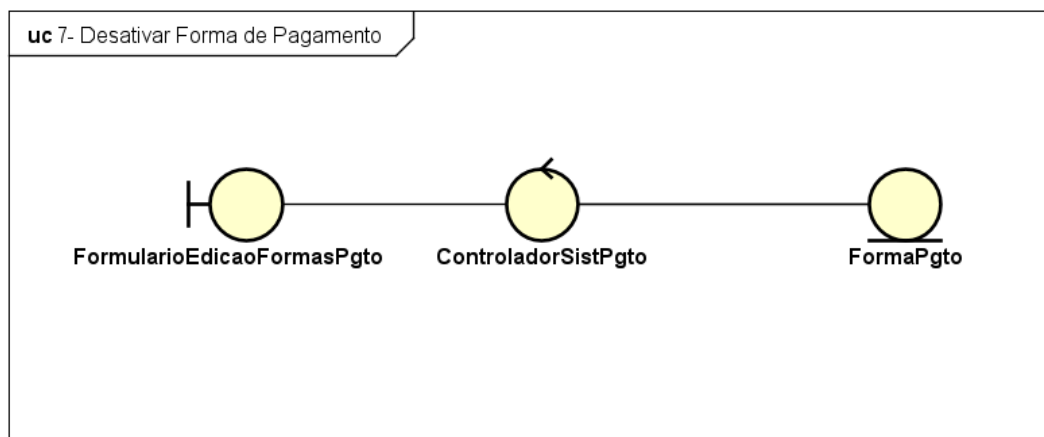 uc 7- Desativar Forma de Pagamento
FormularioEdicaoFormasPgto ControladorSistPgto FormaPgto